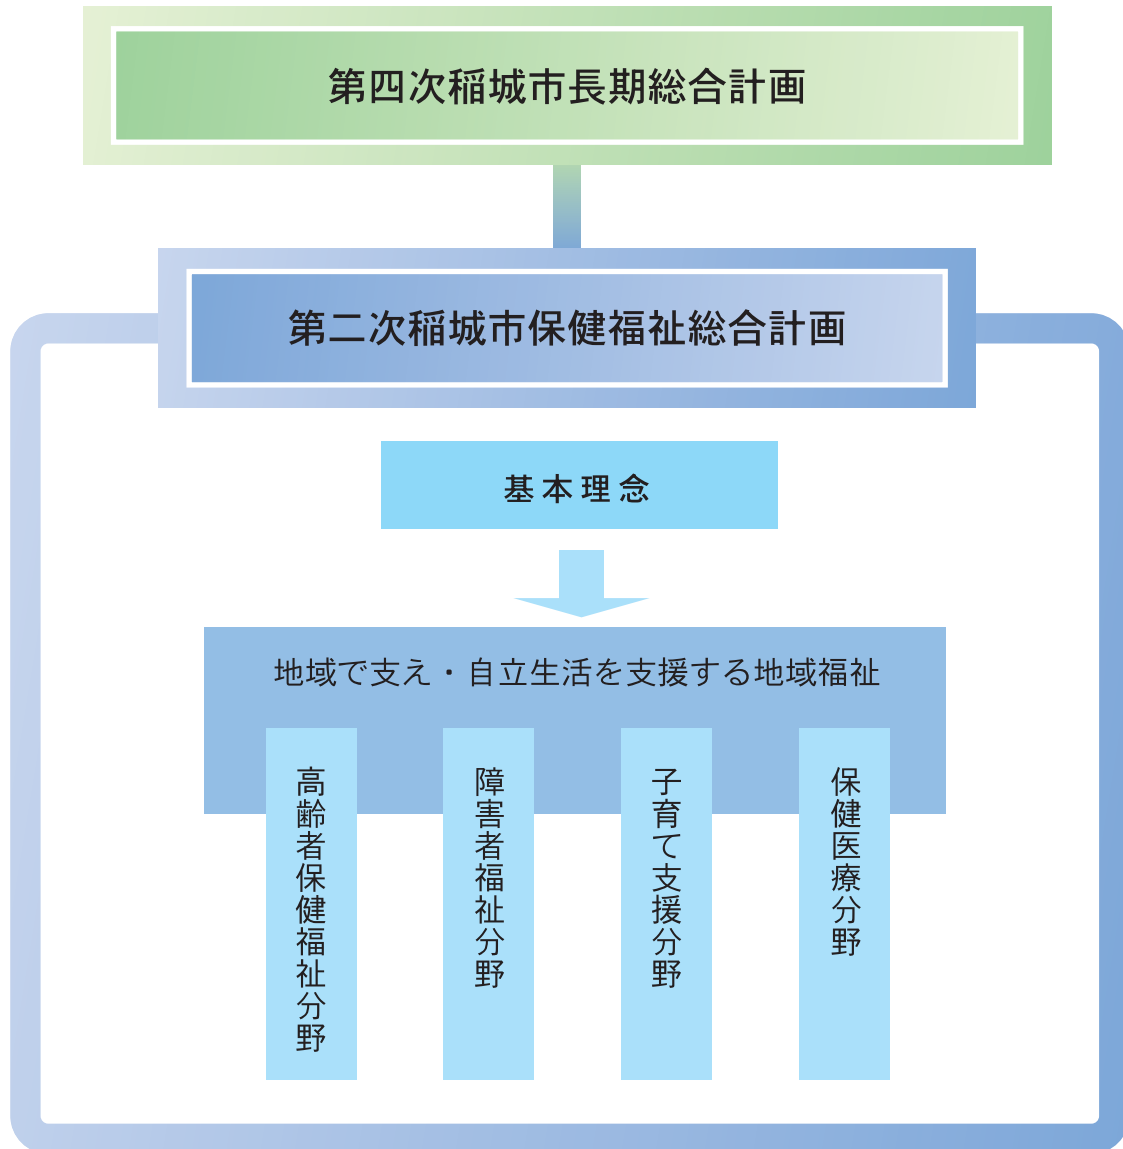 第四次稲城市長期総合計画
第二次稲城市保健福祉総合計画
基本理念
地域で支え・自立生活を支援する地域福祉
高齢者保健福祉分野
障害者福祉分野
子育て支援分野
保健医療分野